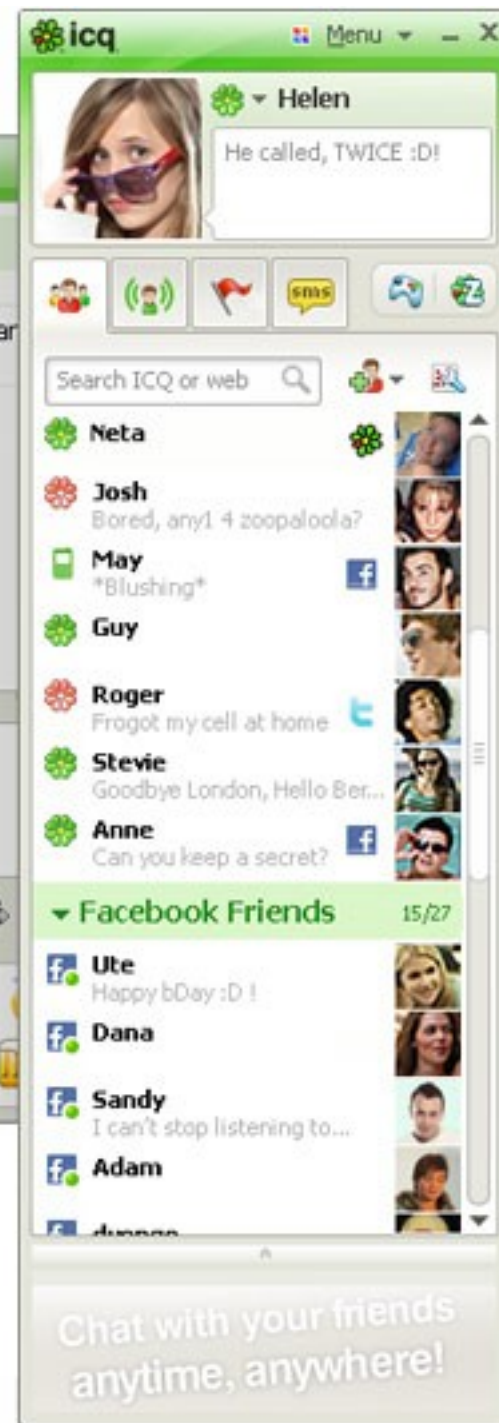 icq
Menu
Helen
He called, TWICE :D!
sms
Search ICQ or web
Neta
Josh
Bored, any1 4 zoopaloola?
May
*Blushing*
Guy
Roger
Frogot my cell at home
Stevie
Goodbye London, Hello Ber...
Anne
Can you keep a secret?
Facebook Friends 15/27
Ute
Happy bDay :D !
Dana
Sandy
I can't stop listening to...
Adam
Chat with your friends
anytime, anywhere!